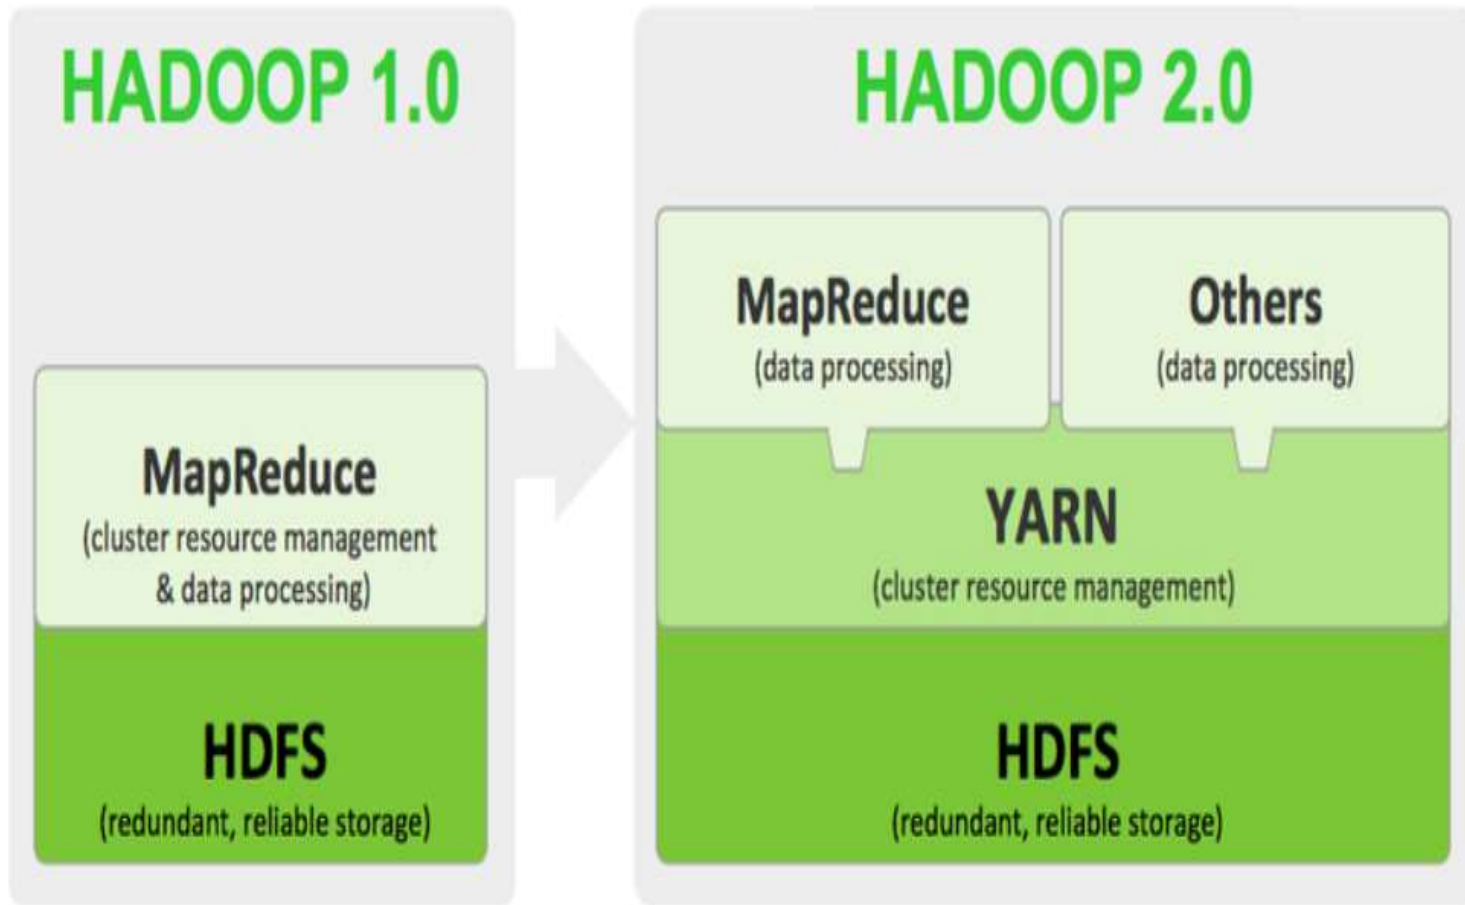 HADOOP 1.0
MapReduce
(cluster resource management
& data processing)
HDFS
(redundant, reliable storage)
HADOOP 2.0
MapReduce
(data processing)
Others
(data processing)
YARN
(cluster resource management)
HDFS
(redundant, reliable storage)